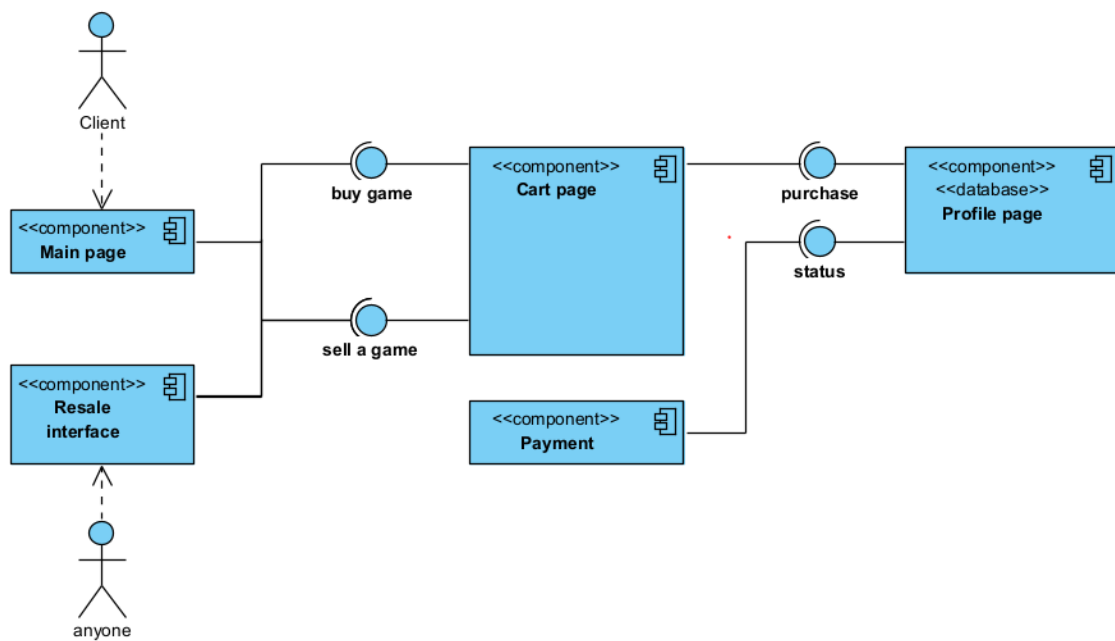 Client
<<component>>
Main page
buy game
<<component>>
Cart page
purchase
<<component>>
<<database>>
Profile page
status
sell a game
<<component>>
Resale
interface
<<component>>
Payment
anyone